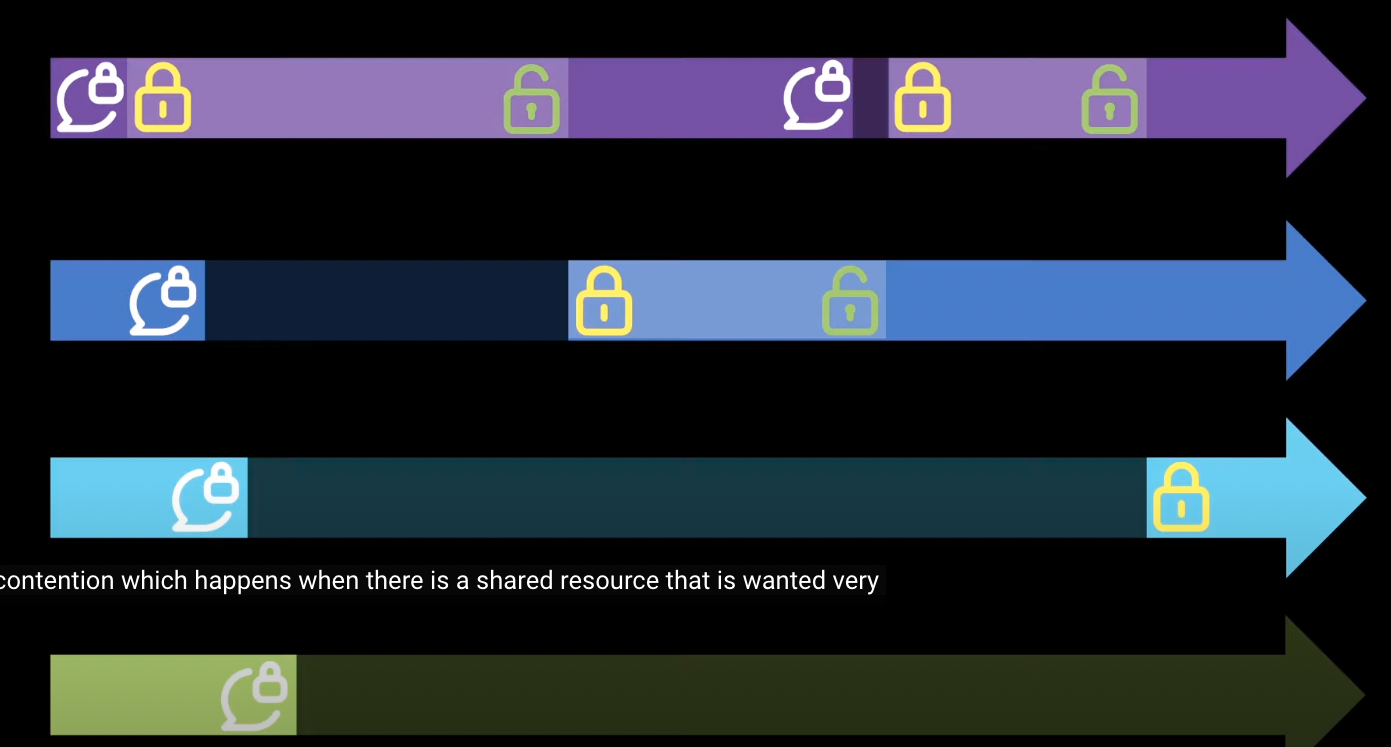 contention which happens when there is a shared resource that is wanted very